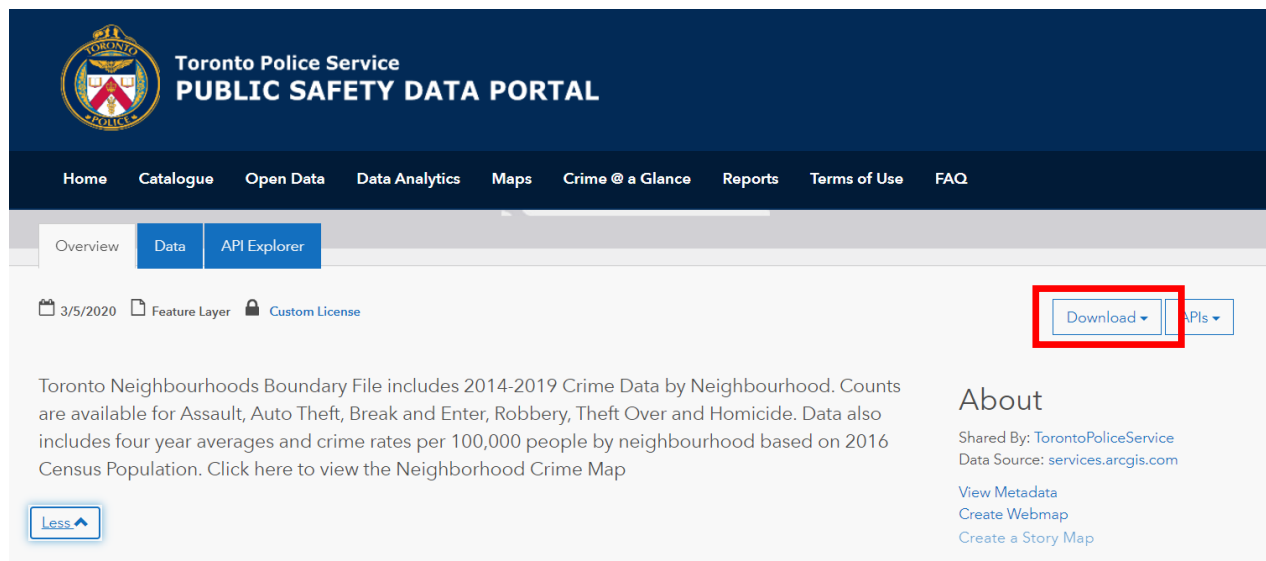 TORONTO
POLICE
Toronto Police Service
PUBLIC SAFETY DATA PORTAL
Home Catalogue Open Data Data Analytics Maps Crime @ a Glance Reports Terms of Use FAQ
Overview Data API Explorer
3/5/2020 Feature Layer Custom License
Download APIs
Toronto Neighbourhoods Boundary File includes 2014-2019 Crime Data by Neighbourhood. Counts
are available for Assault, Auto Theft, Break and Enter, Robbery, Theft Over and Homicide. Data also
includes four year averages and crime rates per 100,000 people by neighbourhood based on 2016
Census Population. Click here to view the Neighborhood Crime Map
Less
About
Shared By: TorontoPoliceService
Data Source: services.arcgis.com
View Metadata
Create Webmap
Create a Story Map